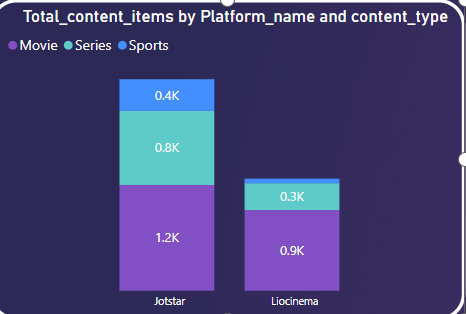 Total_content_items by Platform_name and content_type
Movie Series Sports
0.4K
0.8K
1.2K
0.3K
0.9K
Jotstar Liocinema